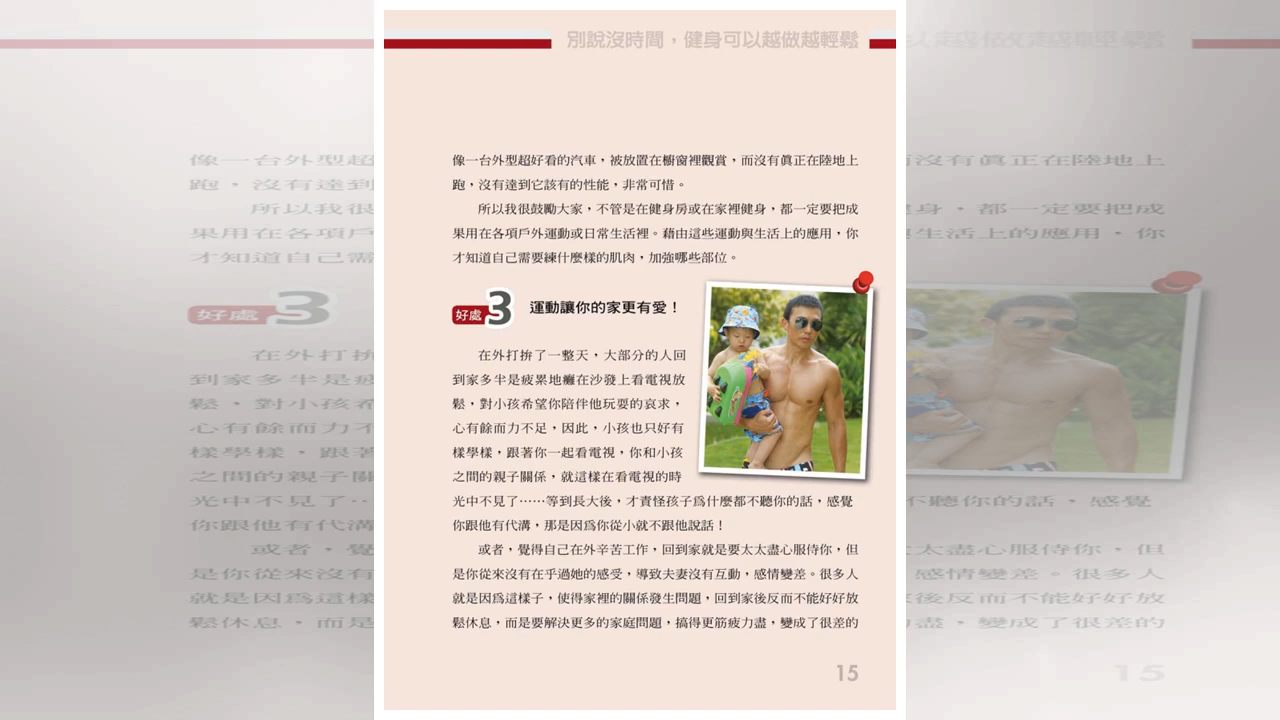 別說沒時間，健身可以越做越輕鬆
像一台外型超好看的汽車，被放置在櫥窗裡觀賞，而沒有真正在陸地上
跑，沒有達到它該有的性能，非常可惜。
所以我很鼓勵大家，不管是在健身房或在家裡健身，都一定要把成
果用在各項戶外運動或日常生活裡。藉由這些運動與生活上的應用，你
才知道自己需要練什麼樣的肌肉，加強哪些部位。
好處3 運動讓你的家更有愛！
在外打拚了一整天，大部分的人回
到家多半是疲累地癱在沙發上看電視放
鬆，對小孩希望你陪伴他玩耍的哀求，
心有餘而力不足，因此，小孩也只好有
樣學樣，跟著你一起看電視，你和小孩
之間的親子關係，就這樣在看電視的時
光中不見了……等到長大後，才責怪孩子為什麼都不聽你的話，感覺
你跟他有代溝，那是因為你從小就不跟他說話！
或者，覺得自己在外辛苦工作，回到家就是要太太盡心服侍你，但
是你從來沒有在乎過她的感受，導致夫妻沒有互動，感情變差。很多人
就是因為這樣子，使得家裡的關係發生問題，回到家後反而不能好好放
鬆休息，而是要解決更多的家庭問題，搞得更筋疲力盡，變成了很差的
15